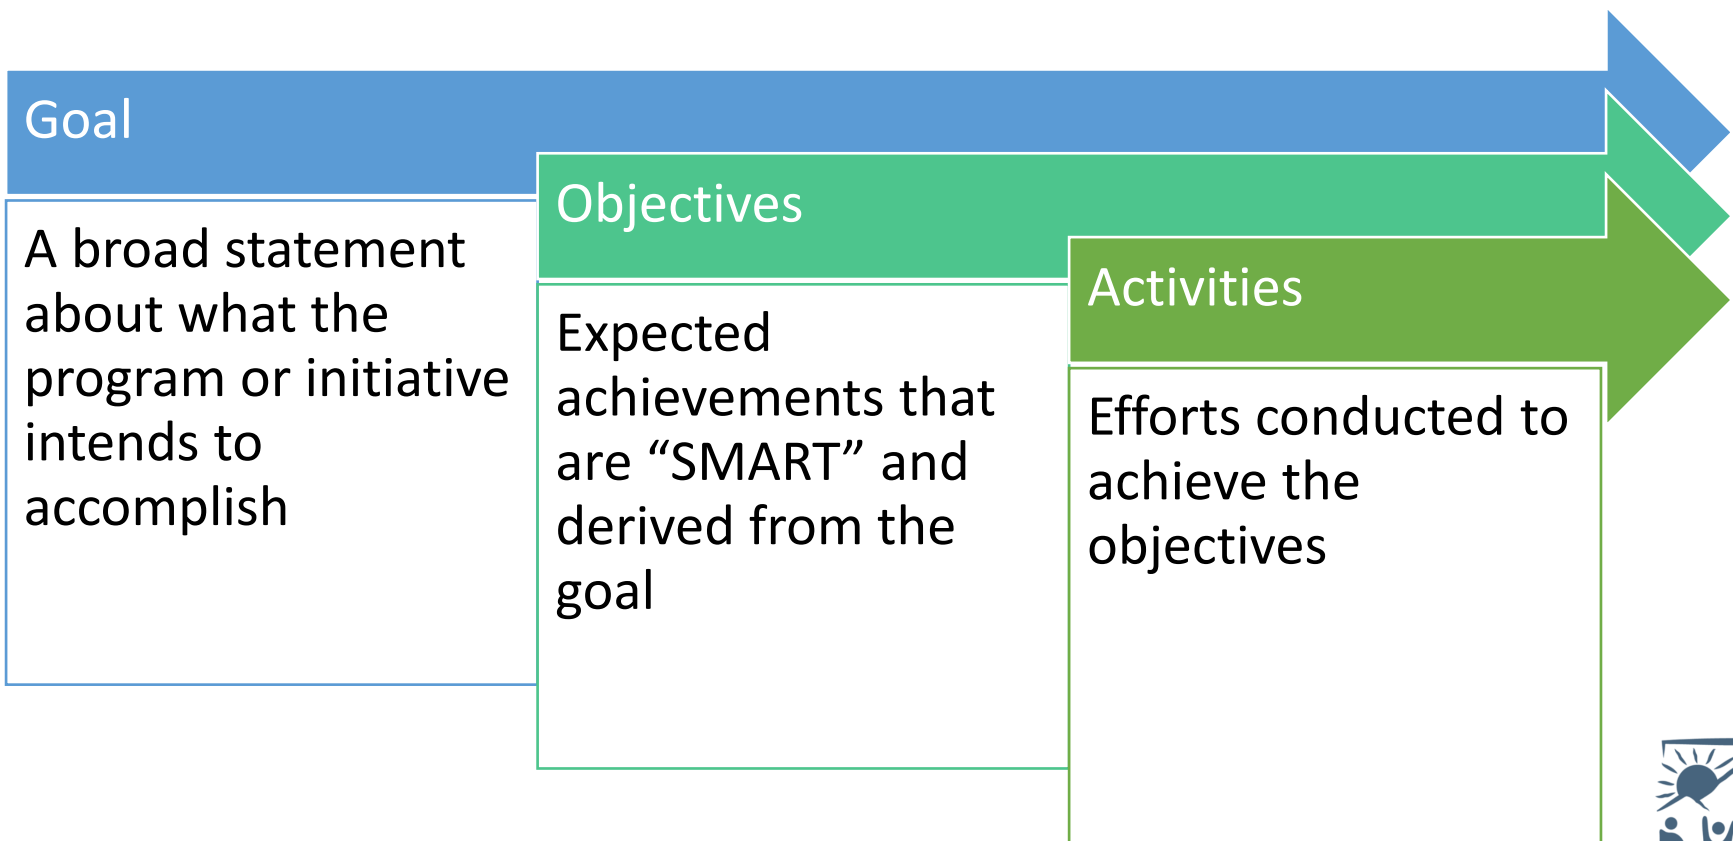 Goal
A broad statement
about what the
program or initiative
intends to
accomplish
Objectives
Expected
achievements that
are “SMART” and
derived from the
goal
Activities
Efforts conducted to
achieve the
objectives